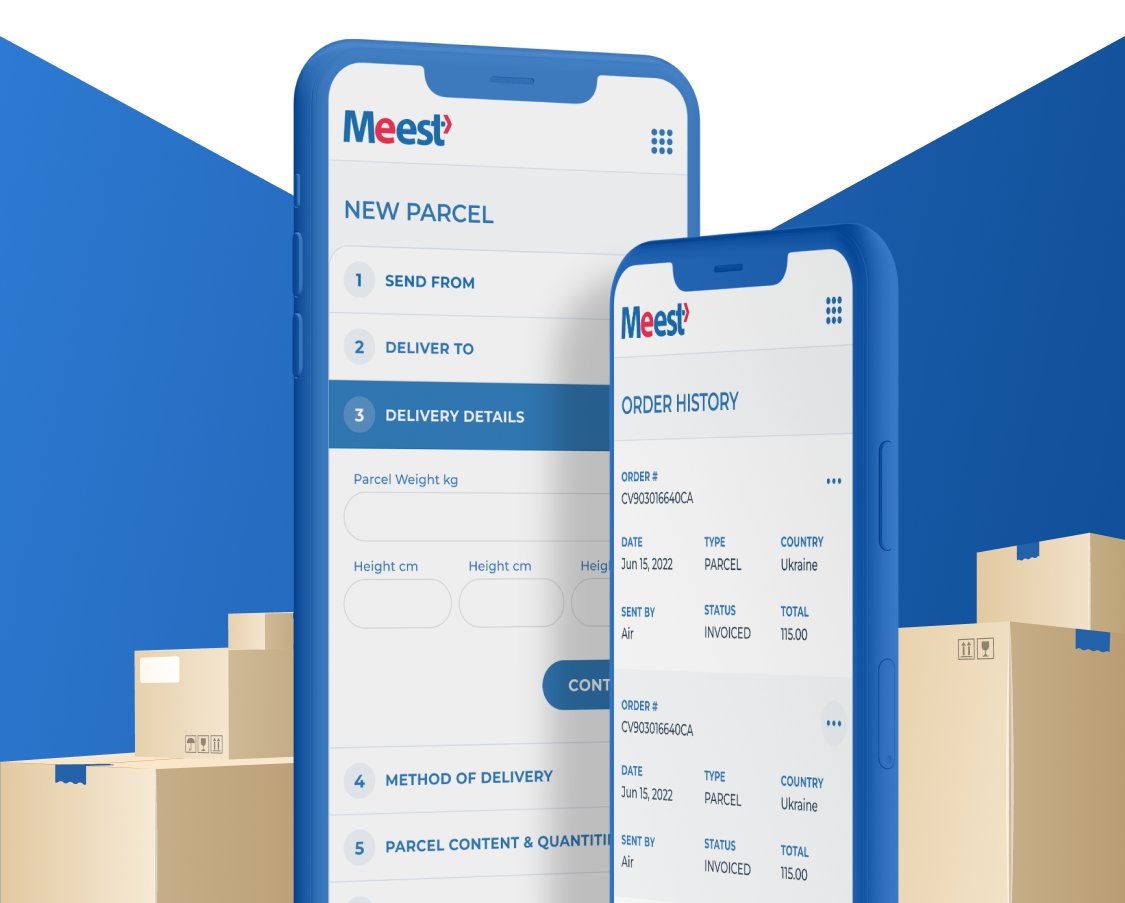 Meest
NEW PARCEL
1 SEND FROM
2 DELIVER TO
3 DELIVERY DETAILS
Parcel Weight kg
Height cm Height cm Heig
CONT
4 METHOD OF DELIVERY
5 PARCEL CONTENT & QUANTITI
Meest
ORDER HISTORY
ORDER #
CV903016640CA
DATE TYPE COUNTRY
Jun 15, 2022 PARCEL Ukraine
SENT BY STATUS TOTAL
Air INVOICED 115.00
ORDER #
CV903016640CA
DATE TYPE COUNTRY
Jun 15, 2022 PARCEL Ukraine
SENT BY STATUS TOTAL
Air INVOICED 115.00